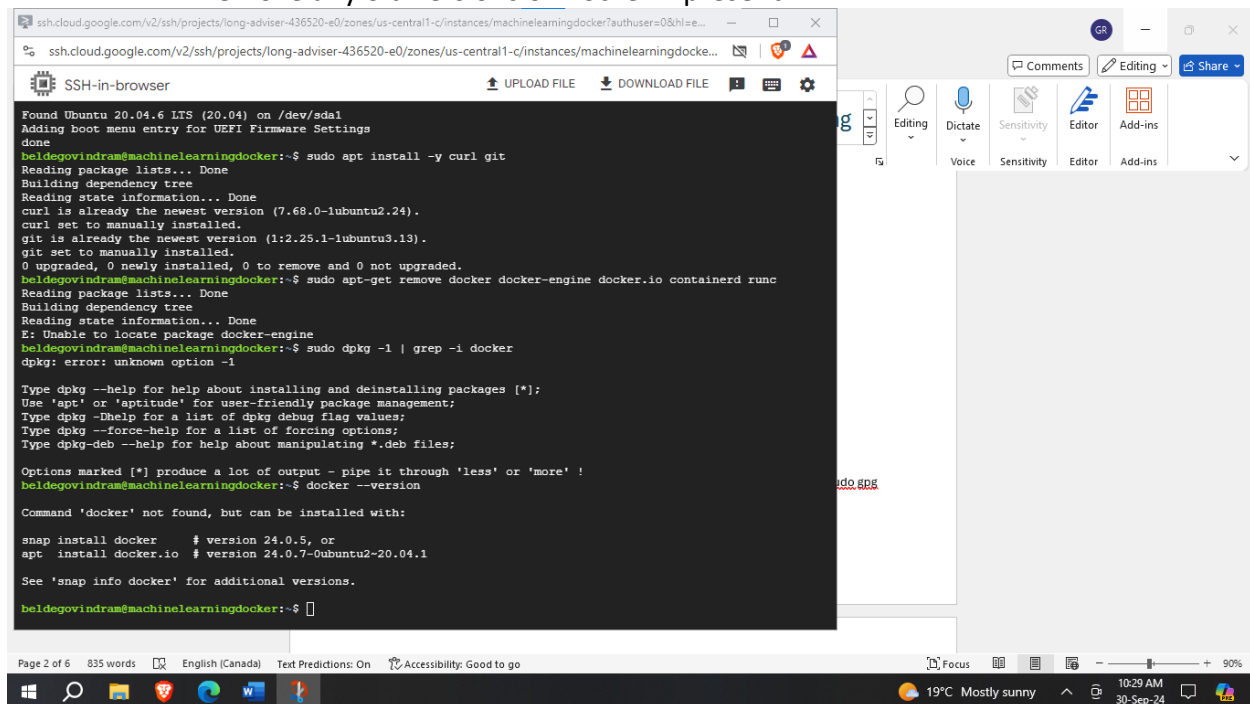 ssh.cloud.google.com/v2/ssh/projects/long-adviser-436520-e0/zones/us-central1-c/instances/machinelearningdocker?authuser=0&hl=e...
ssh.cloud.google.com/v2/ssh/projects/long-adviser-436520-e0/zones/us-central1-c/instances/machinelearningdocke...
SSH-in-browser
UPLOAD FILE
DOWNLOAD FILE
Found Ubuntu 20.04.6 LTS (20.04) on /dev/sda1
Adding boot menu entry for UEFI Firmware Settings
done
beldegovindram@machinelearningdocker:~$ sudo apt install -y curl git
Reading package lists... Done
Building dependency tree
Reading state information... Done
curl is already the newest version (7.68.0-1ubuntu2.24).
curl set to manually installed.
git is already the newest version (1:2.25.1-1ubuntu3.13).
git set to manually installed.
0 upgraded, 0 newly installed, 0 to remove and 0 not upgraded.
beldegovindram@machinelearningdocker:~$ sudo apt-get remove docker docker-engine docker.io containerd runc
Reading package lists... Done
Building dependency tree
Reading state information... Done
E: Unable to locate package docker-engine
beldegovindram@machinelearningdocker:~$ sudo dpkg -1 | grep -i docker
dpkg: error: unknown option -1
Type dpkg --help for help about installing and deinstalling packages [*];
Use 'apt' or 'aptitude' for user-friendly package management;
Type dpkg -Dhelp for a list of dpkg debug flag values;
Type dpkg --force-help for a list of forcing options;
Type dpkg-deb --help for help about manipulating *.deb files;
Options marked [*] produce a lot of output - pipe it through 'less' or 'more' !
beldegovindram@machinelearningdocker:~$ docker --version
Command 'docker' not found, but can be installed with:
snap install docker # version 24.0.5, or
apt install docker.io # version 24.0.7-0ubuntu2~20.04.1
See 'snap info docker' for additional versions.
beldegovindram@machinelearningdocker:~$
GR
Comments
Editing
Share
Editing
Dictate
Sensitivity
Editor
Add-ins
Voice
Sensitivity
Editor
Add-ins
udo gpg
Page 2 of 6
835 words
English (Canada)
Text Predictions: On
Accessibility: Good to go
Focus
90%
19°C Mostly sunny
10:29 AM
30-Sep-24